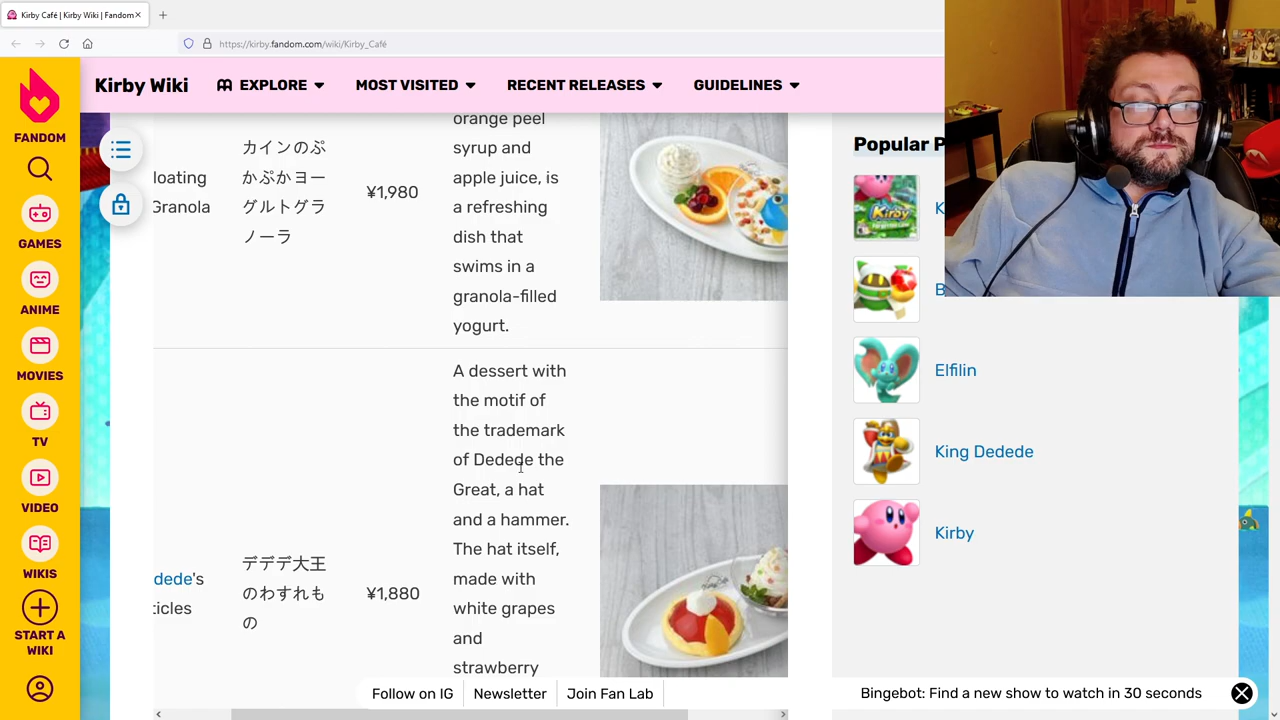 Kirby Café | Kirby Wiki | Fandom
https://kirby.fandom.com/wiki/Kirby_Café
FANDOM
GAMES
ANIME
MOVIES
TV
VIDEO
WIKIS
START A
WIKI
Kirby Wiki
EXPLORE
MOST VISITED
RECENT RELEASES
GUIDELINES
loating
Granola
カインのぷ
かぷかヨー
グルトグラ
ノーラ
¥1,980
orange peel
syrup and
apple juice, is
a refreshing
dish that
swims in a
granola-filled
yogurt.
dede's
ticles
デデデ大王
のわすれも
の
¥1,880
A dessert with
the motif of
the trademark
of Dedede the
Great, a hat
and a hammer.
The hat itself,
made with
white grapes
and
strawberry
Popular P
K
B
Elfilin
King Dedede
Kirby
Follow on IG
Newsletter
Join Fan Lab
Bingebot: Find a new show to watch in 30 seconds